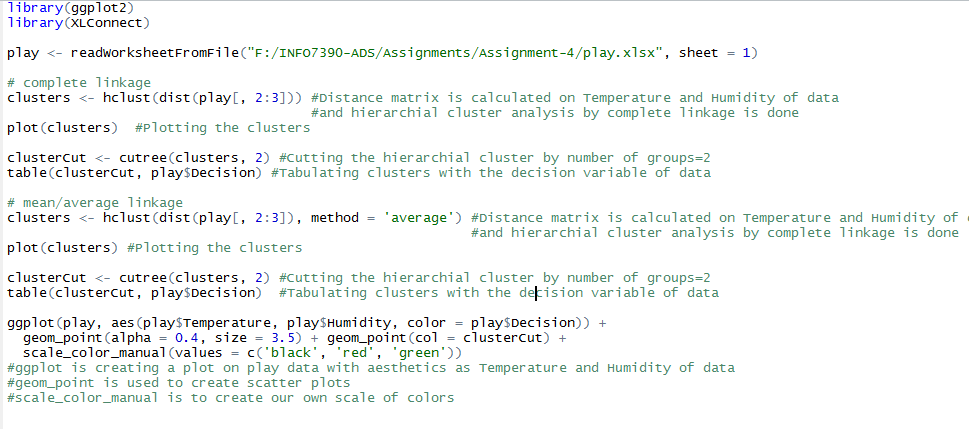 library(ggplot2)
library(XLConnect)
play <- readWorksheetFromFile("F:/INFO7390-ADS/Assignments/Assignment-4/play.xlsx", sheet = 1)
# complete linkage
clusters <- hclust(dist(play[, 2:3])) #Distance matrix is calculated on Temperature and Humidity of data
#and hierarchial cluster analysis by complete linkage is done
plot(clusters)  #Plotting the clusters
clusterCut <- cutree(clusters, 2) #Cutting the hierarchial cluster by number of groups=2
table(clusterCut, play$Decision) #Tabulating clusters with the decision variable of data
# mean/average linkage
clusters <- hclust(dist(play[, 2:3]), method = 'average') #Distance matrix is calculated on Temperature and Humidity of
#and hierarchial cluster analysis by complete linkage is done
plot(clusters) #Plotting the clusters
clusterCut <- cutree(clusters, 2) #Cutting the hierarchial cluster by number of groups=2
table(clusterCut, play$Decision)  #Tabulating clusters with the decision variable of data
ggplot(play, aes(play$Temperature, play$Humidity, color = play$Decision)) +
  geom_point(alpha = 0.4, size = 3.5) + geom_point(col = clusterCut) +
  scale_color_manual(values = c('black', 'red', 'green'))
#ggplot is creating a plot on play data with aesthetics as Temperature and Humidity of data
#geom_point is used to create scatter plots
#scale_color_manual is to create our own scale of colors